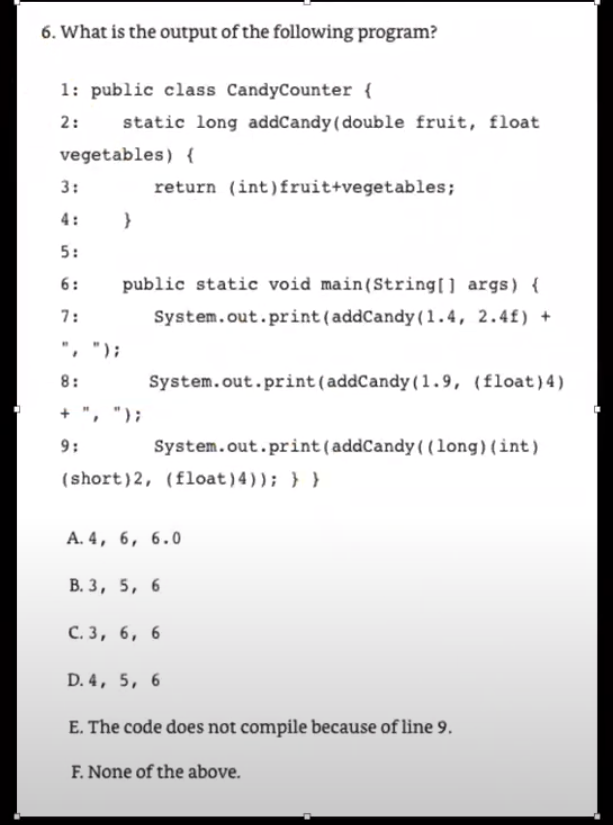 6. What is the output of the following program?
1: public class CandyCounter {
2: static long addCandy(double fruit, float
vegetables) {
3: return (int)fruit+vegetables;
4: }
5:
6: public static void main(String[] args) {
7: System.out.print(addCandy(1.4, 2.4f) +
", ");
8: System.out.print(addCandy(1.9, (float)4)
+ ", ");
9: System.out.print(addCandy((long)(int)
(short)2, (float)4)); } }
A. 4, 6, 6.0
B. 3, 5, 6
C. 3, 6, 6
D. 4, 5, 6
E. The code does not compile because of line 9.
F. None of the above.